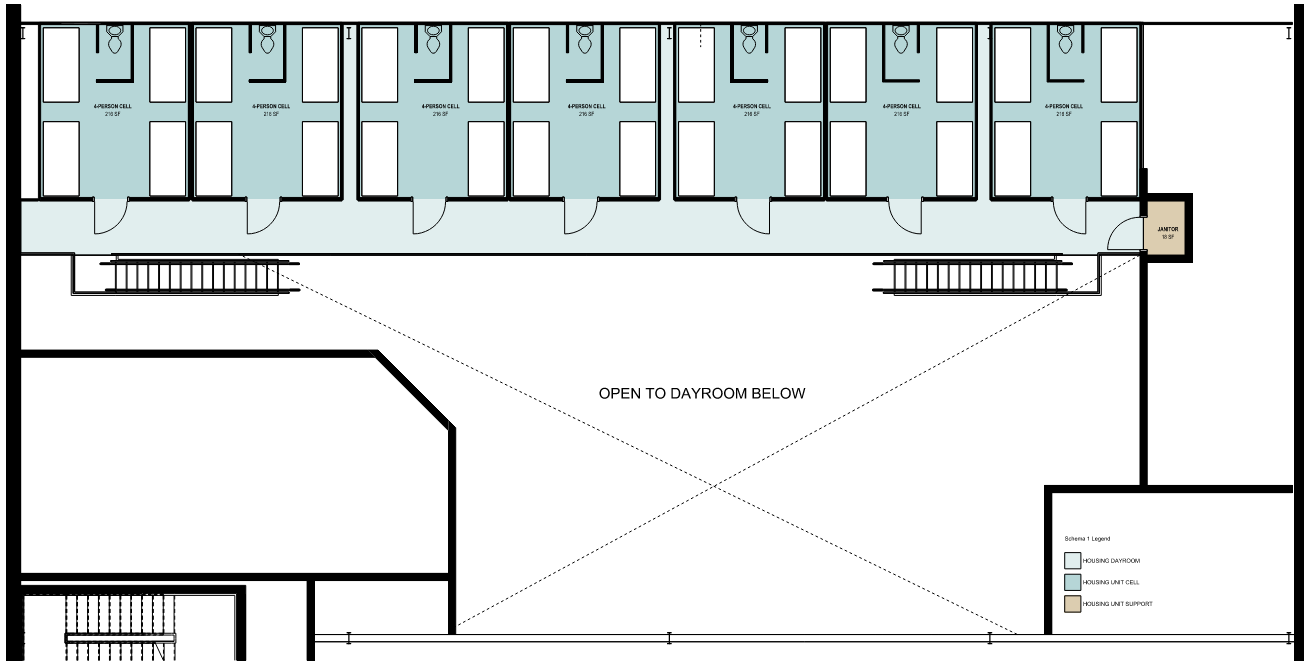 4-PERSON CELL
216 SF
4-PERSON CELL
216 SF
4-PERSON CELL
216 SF
4-PERSON CELL
216 SF
4-PERSON CELL
216 SF
4-PERSON CELL
216 SF
4-PERSON CELL
216 SF
JANITOR
18 SF
OPEN TO DAYROOM BELOW
Schema 1 Legend
HOUSING DAYROOM
HOUSING UNIT CELL
HOUSING UNIT SUPPORT